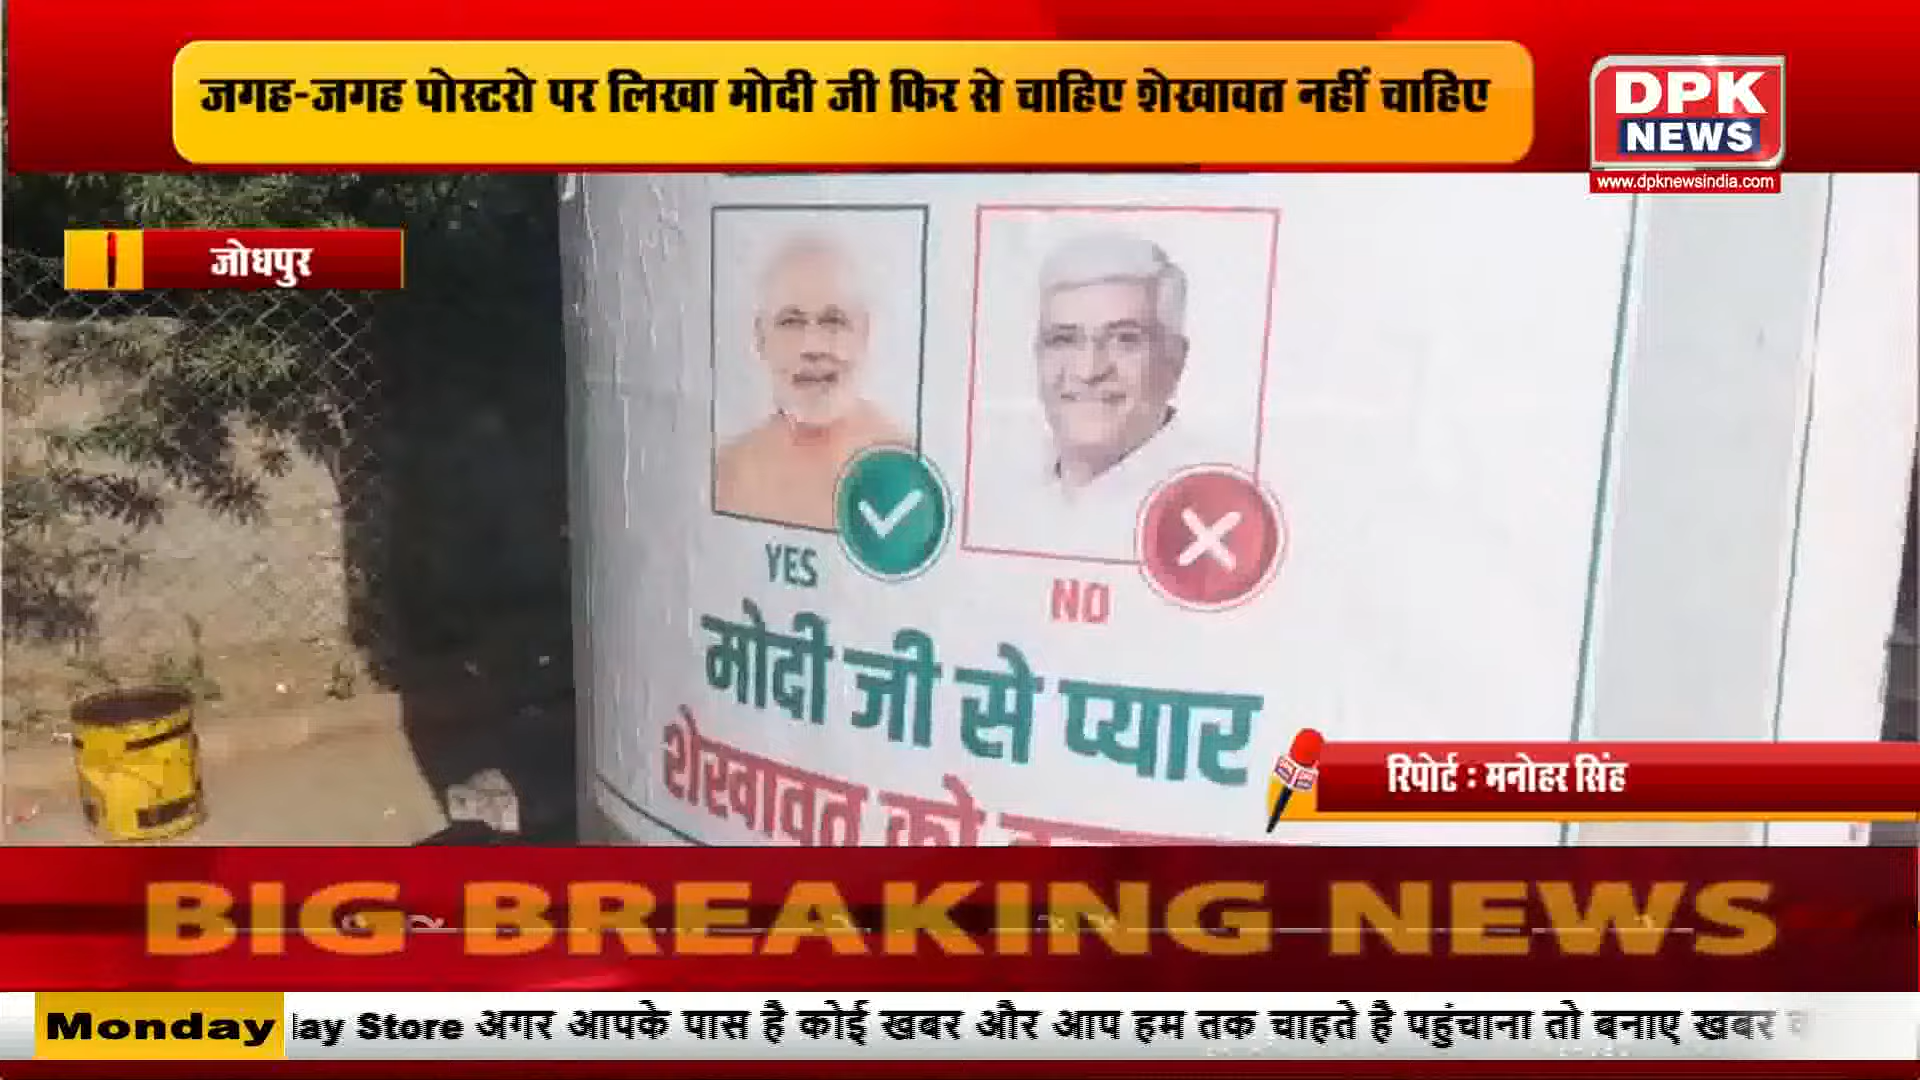 जगह-जगह पोस्टरो पर लिखा मोदी जी फिर से चाहिए शेखावत नहीं चाहिए
DPK
NEWS
www.dpknewsindia.com
जोधपुर
YES
NO
मोदी जी से प्यार
शेखावत को
रिपोर्ट : मनोहर सिंह
BIG BREAKING NEWS
Monday
lay Store अगर आपके पास है कोई खबर और आप हम तक चाहते है पहुंचाना तो बनाए खबर